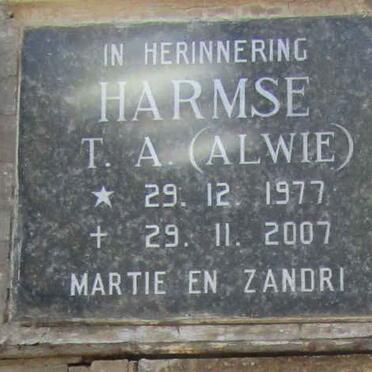 IN HERINNERING
HARMSE
T. A. (ALWIE)
★ 29. 12. 1977
+ 29. 11. 2007
MARTIE EN ZANDRI